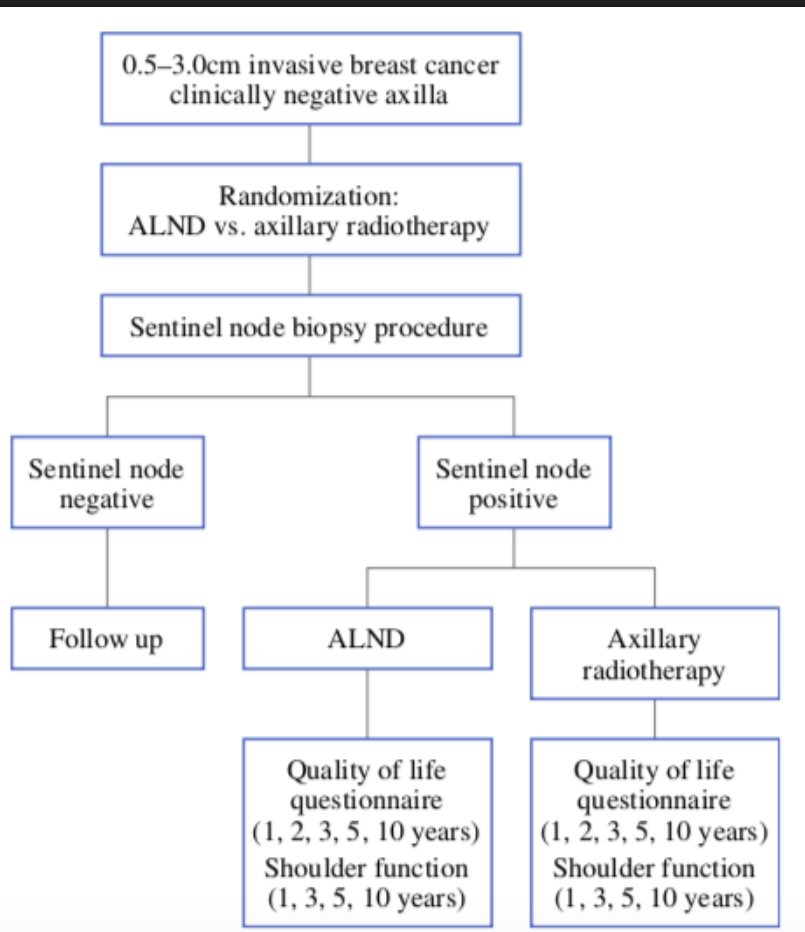 0.5–3.0cm invasive breast cancer
clinically negative axilla
Randomization:
ALND vs. axillary radiotherapy
Sentinel node biopsy procedure
Sentinel node
negative
Sentinel node
positive
Follow up
ALND
Axillary
radiotherapy
Quality of life
questionnaire
(1, 2, 3, 5, 10 years)
Shoulder function
(1, 3, 5, 10 years)
Quality of life
questionnaire
(1, 2, 3, 5, 10 years)
Shoulder function
(1, 3, 5, 10 years)